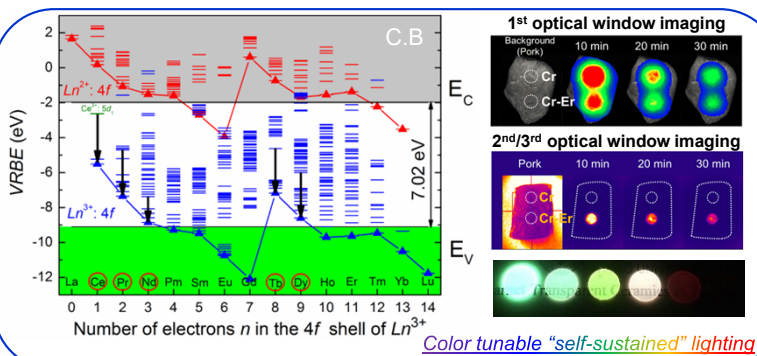 C.B
2
0
-2
-4
-6
-8
-10
-12
VRBE (eV)
Ln²⁺: 4f
Ce³⁺: 5d₁
Ln³⁺: 4f
7.02 eV
E_C
E_V
La Ce Pr Nd Pm Sm Eu Gd Tb Dy Ho Er Tm Yb Lu
0 1 2 3 4 5 6 7 8 9 10 11 12 13 14
Number of electrons n in the 4f shell of Ln³⁺
1st optical window imaging
Background
(Pork)
10 min
20 min
30 min
Cr
Cr-Er
2nd/3rd optical window imaging
Pork
10 min
20 min
30 min
Cr
Cr-Er
Transparent Ceramics
Color tunable “self-sustained” lighting